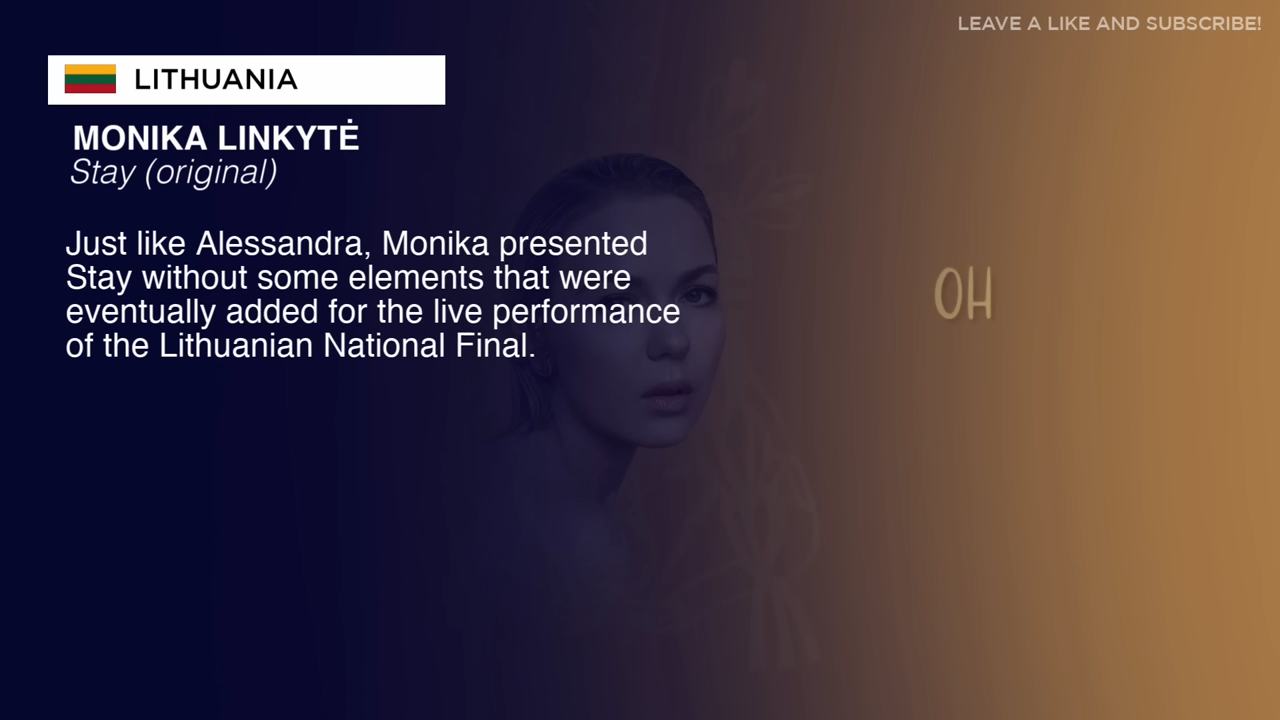 LEAVE A LIKE AND SUBSCRIBE!
LITHUANIA
MONIKA LINKYTĖ
Stay (original)
Just like Alessandra, Monika presented
Stay without some elements that were
eventually added for the live performance
of the Lithuanian National Final.
OH